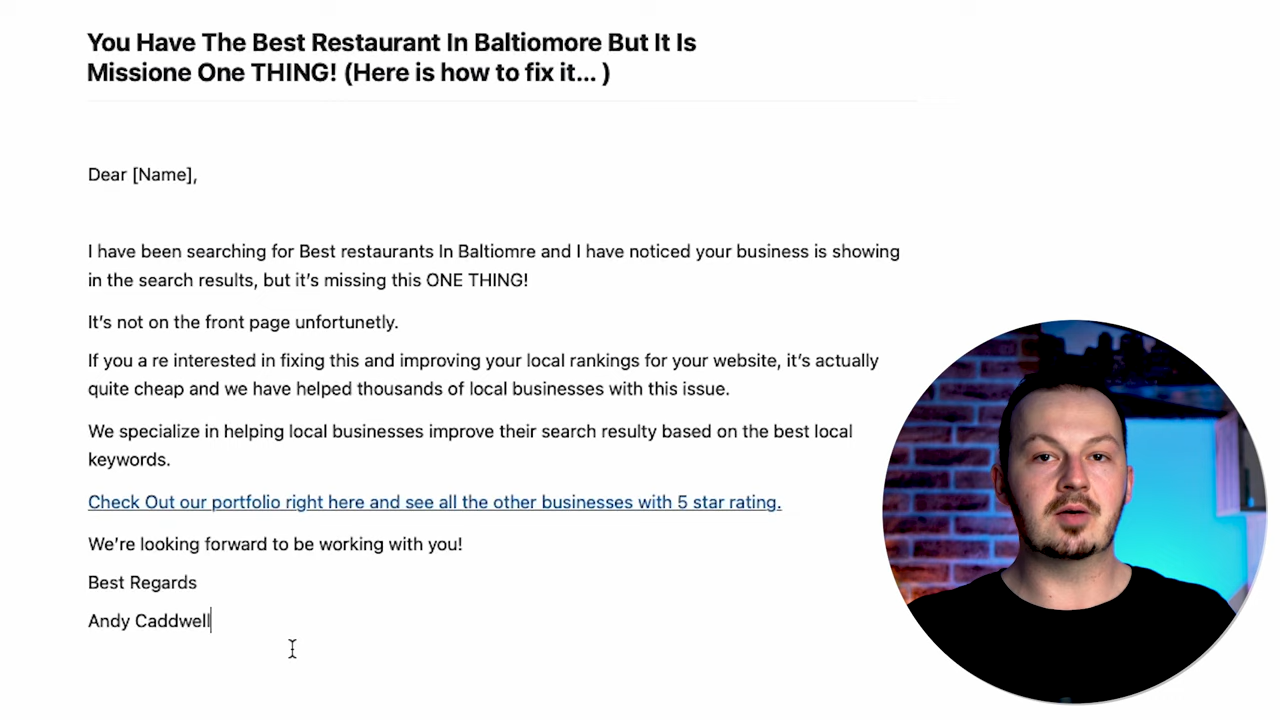 You Have The Best Restaurant In Baltiomore But It Is
Missione One THING! (Here is how to fix it... )
Dear [Name],
I have been searching for Best restaurants In Baltiomre and I have noticed your business is showing
in the search results, but it’s missing this ONE THING!
It’s not on the front page unfortunetly.
If you a re interested in fixing this and improving your local rankings for your website, it’s actually
quite cheap and we have helped thousands of local businesses with this issue.
We specialize in helping local businesses improve their search resulty based on the best local
keywords.
Check Out our portfolio right here and see all the other businesses with 5 star rating.
We’re looking forward to be working with you!
Best Regards
Andy Caddwell